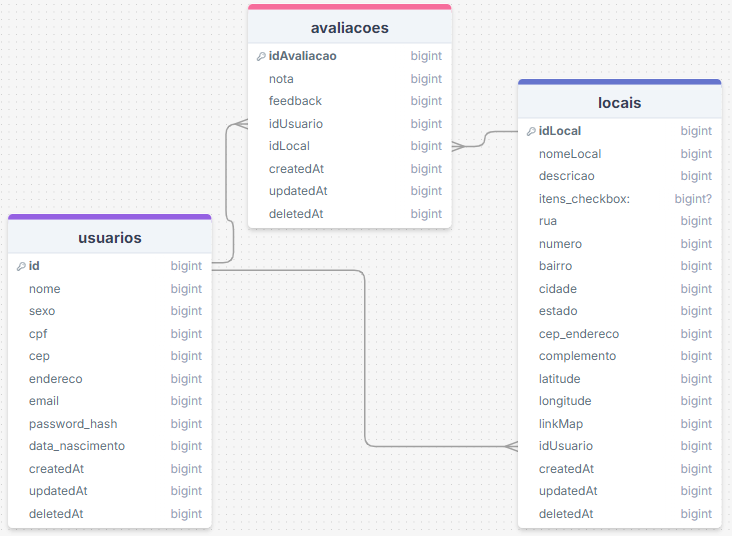 avaliacoes
idAvaliacao bigint
nota bigint
feedback bigint
idUsuario bigint
idLocal bigint
createdAt bigint
updatedAt bigint
deletedAt bigint
locais
idLocal bigint
nomeLocal bigint
descricao bigint
itens_checkbox: bigint?
rua bigint
numero bigint
bairro bigint
cidade bigint
estado bigint
cep_endereco bigint
complemento bigint
latitude bigint
longitude bigint
linkMap bigint
idUsuario bigint
createdAt bigint
updatedAt bigint
deletedAt bigint
usuarios
id bigint
nome bigint
sexo bigint
cpf bigint
cep bigint
endereco bigint
email bigint
password_hash bigint
data_nascimento bigint
createdAt bigint
updatedAt bigint
deletedAt bigint